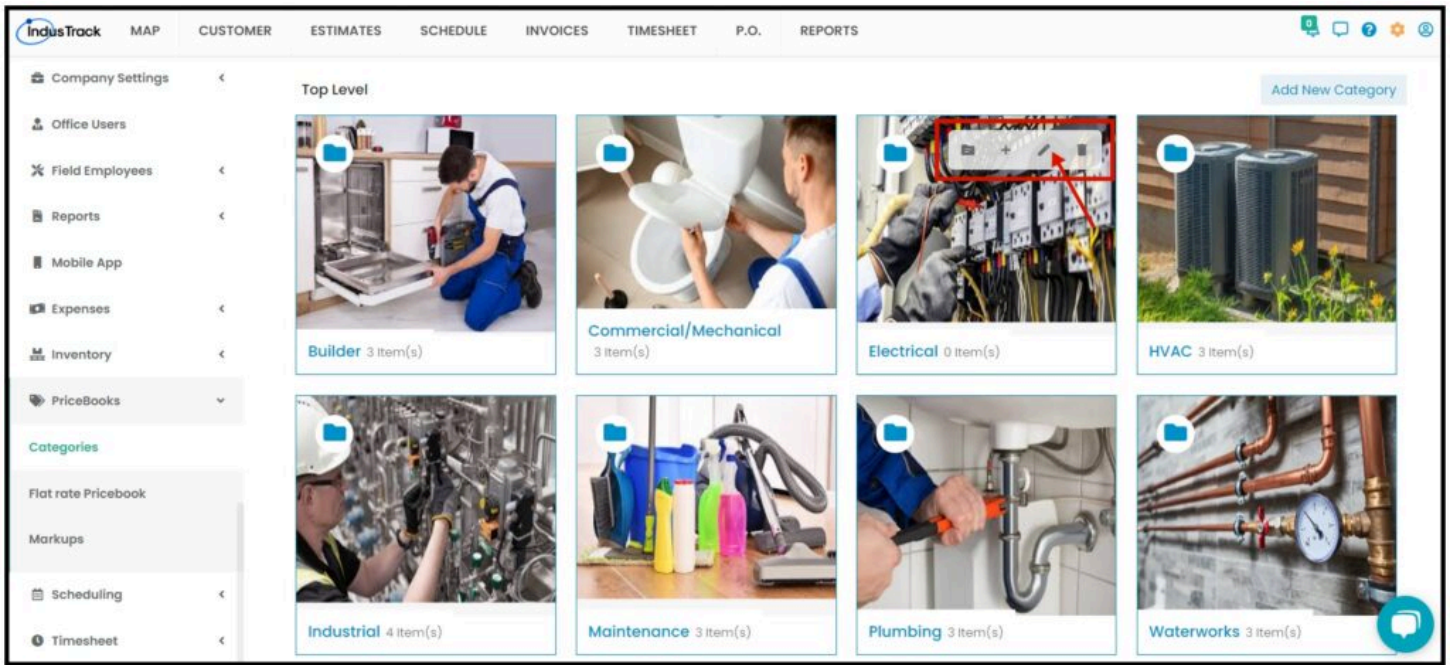 IndusTrack MAP CUSTOMER ESTIMATES SCHEDULE INVOICES TIMESHEET P.O. REPORTS 0
Company Settings
Office Users
Field Employees
Reports
Mobile App
Expenses
Inventory
PriceBooks
Categories
Flat rate Pricebook
Markups
Scheduling
Timesheet
Top Level Add New Category
Builder 3 Item(s)
Commercial/Mechanical
3 Item(s)
Electrical 0 Item(s)
HVAC 3 Item(s)
Industrial 4 Item(s)
Maintenance 3 Item(s)
Plumbing 3 Item(s)
Waterworks 3 Item(s)